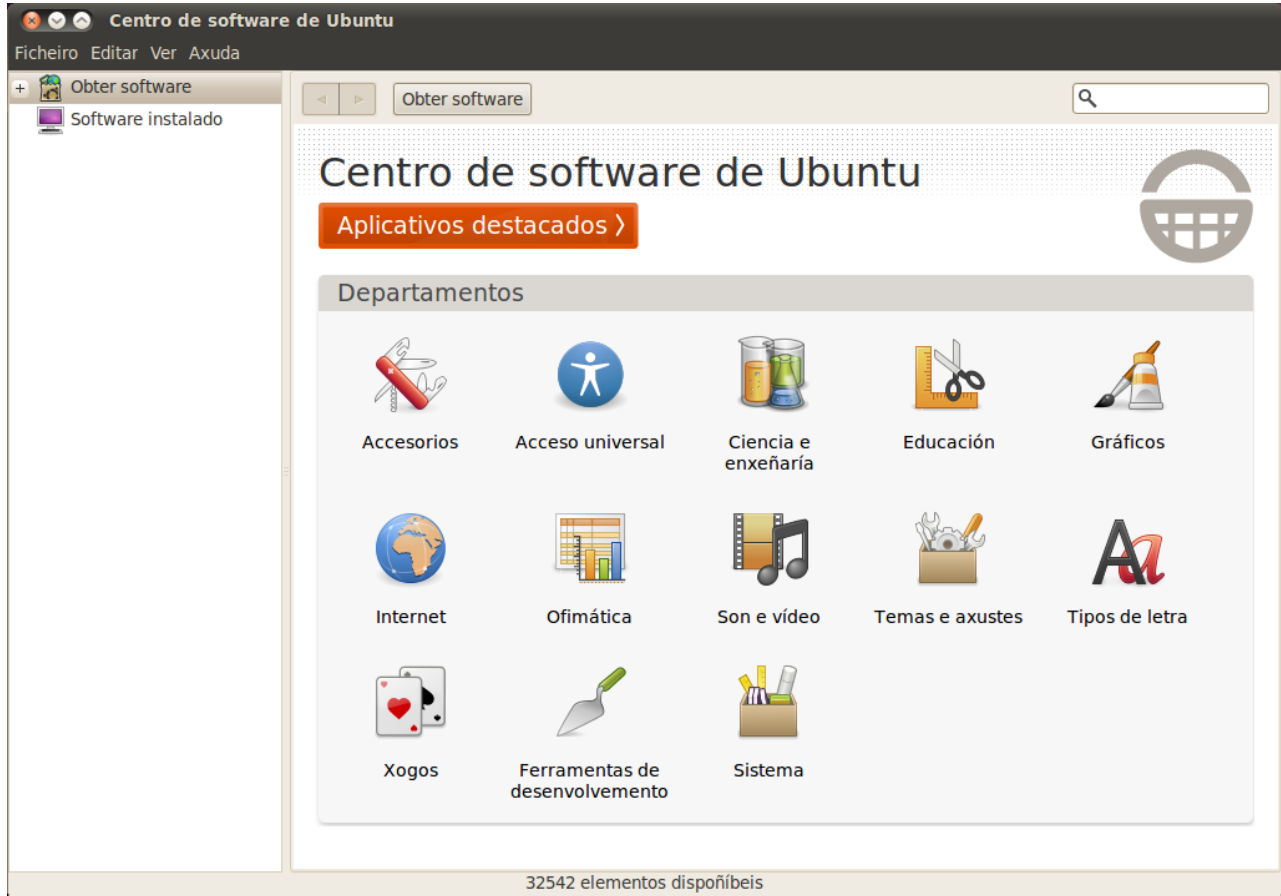 Centro de software de Ubuntu
Ficheiro Editar Ver Axuda
Obter software
Software instalado
Obter software
Centro de software de Ubuntu
Aplicativos destacados 〉
Departamentos
Accesorios
Acceso universal
Ciencia e
enxeñaría
Educación
Gráficos
Internet
Ofimática
Son e vídeo
Temas e axustes
Tipos de letra
Xogos
Ferramentas de
desenvolvemento
Sistema
32542 elementos dispoñíbeis